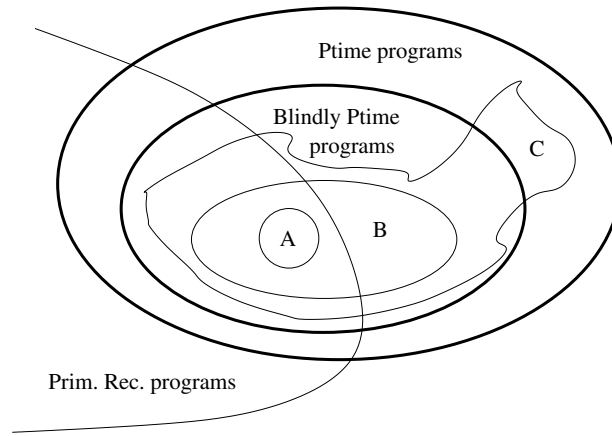 Ptime programs
Blindly Ptime
programs
C
B
A
Prim. Rec. programs